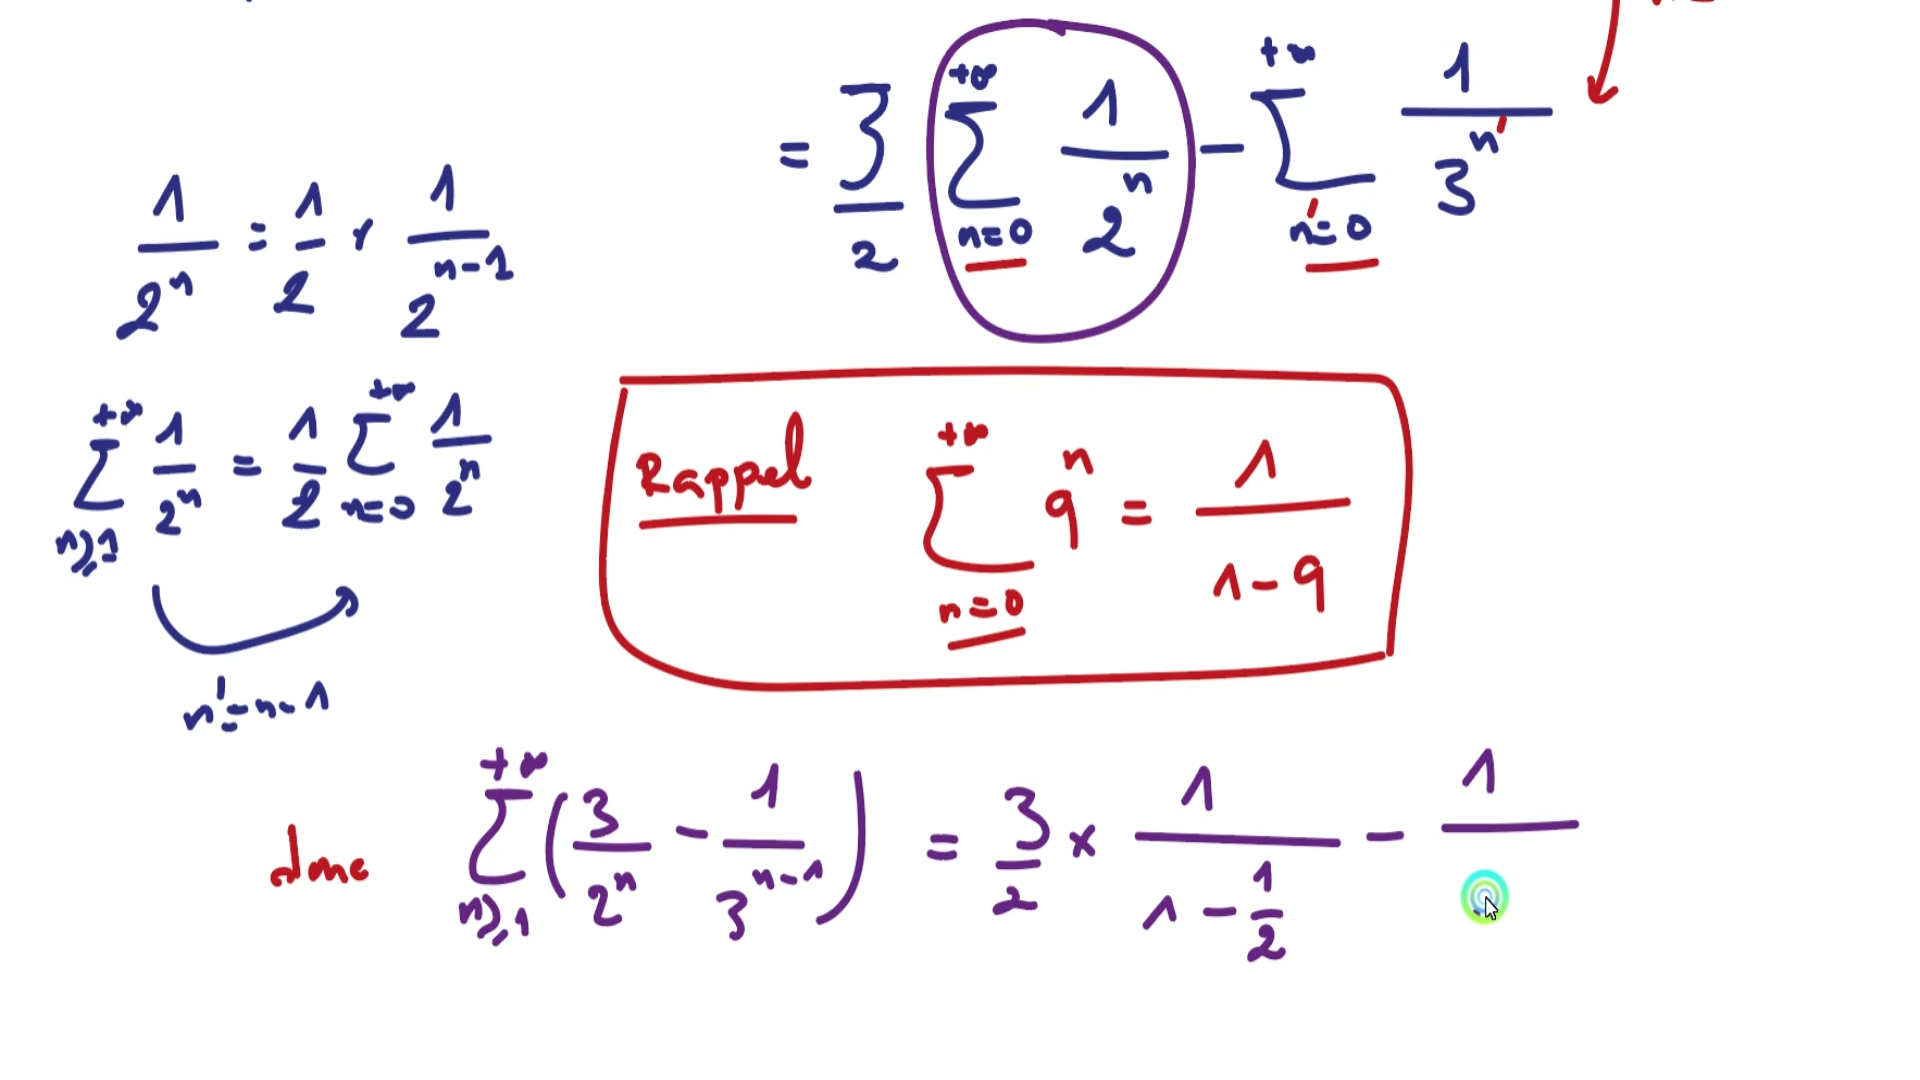 = 3/2 ∑_{n=0}^{+∞} 1/2^n − ∑_{n'=0}^{+∞} 1/3^{n'}
1/2^n = 1/2 × 1/2^{n-1}
∑_{n≥1}^{+∞} 1/2^n = 1/2 ∑_{n=0}^{+∞} 1/2^n
n' = n-1
Rappel ∑_{n=0}^{+∞} q^n = 1/(1-q)
donc ∑_{n≥1}^{+∞} (3/2^n − 1/3^{n-1}) = 3/2 × 1/(1 − 1/2) − 1/